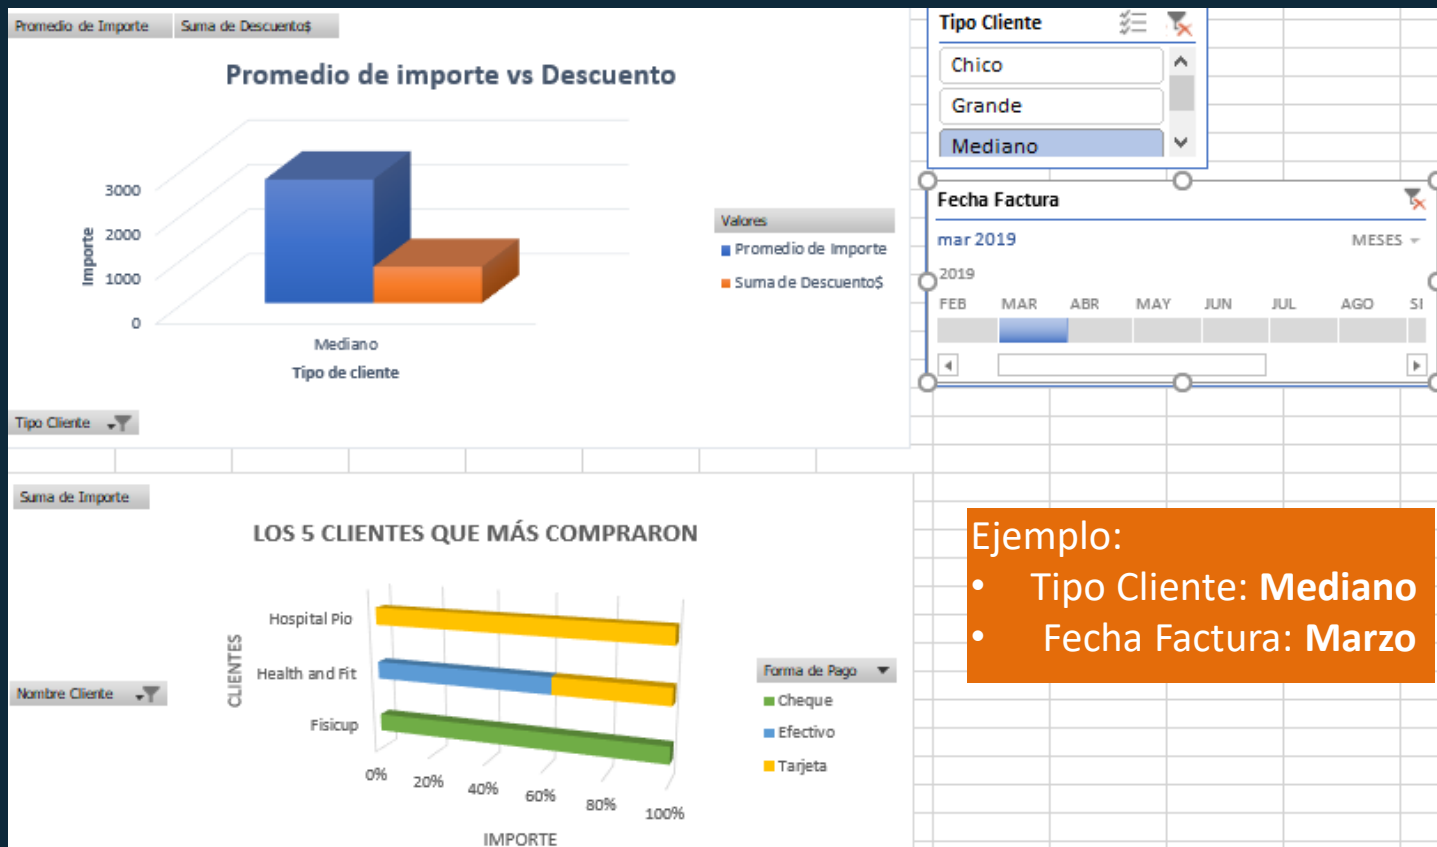 Promedio de Importe
Suma de Descuento$
Promedio de importe vs Descuento
3000
2000
1000
0
Importe
Mediano
Tipo de cliente
Valores
Promedio de Importe
Suma de Descuento$
Tipo Cliente
Tipo Cliente
Chico
Grande
Mediano
Fecha Factura
mar 2019
MESES
2019
FEB MAR ABR MAY JUN JUL AGO SI
Suma de Importe
LOS 5 CLIENTES QUE MÁS COMPRARON
CLIENTES
Hospital Pio
Health and Fit
Fisicup
0% 20% 40% 60% 80% 100%
IMPORTE
Nombre Cliente
Forma de Pago
Cheque
Efectivo
Tarjeta
Ejemplo:
• Tipo Cliente: Mediano
• Fecha Factura: Marzo